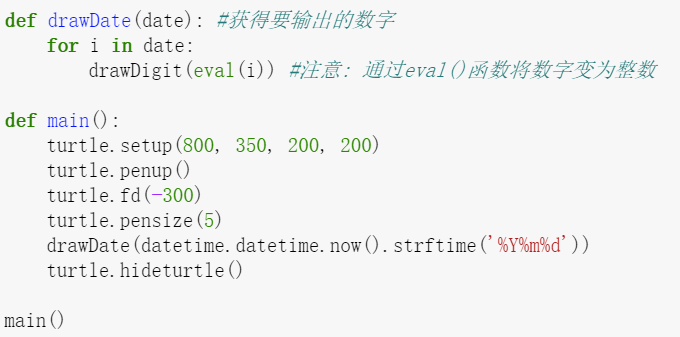 def drawDate(date): #获得要输出的数字
    for i in date:
        drawDigit(eval(i)) #注意: 通过eval()函数将数字变为整数

def main():
    turtle.setup(800, 350, 200, 200)
    turtle.penup()
    turtle.fd(-300)
    turtle.pensize(5)
    drawDate(datetime.datetime.now().strftime('%Y%m%d'))
    turtle.hideturtle()

main()